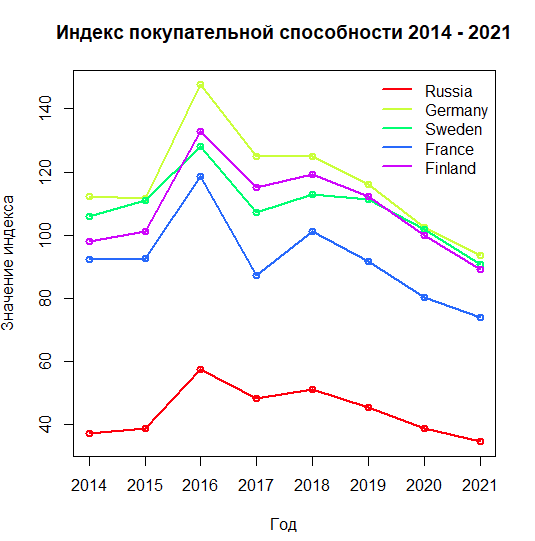 Индекс покупательной способности 2014 - 2021
Значение индекса
140
120
100
80
60
40
Russia
Germany
Sweden
France
Finland
2014 2015 2016 2017 2018 2019 2020 2021
Год